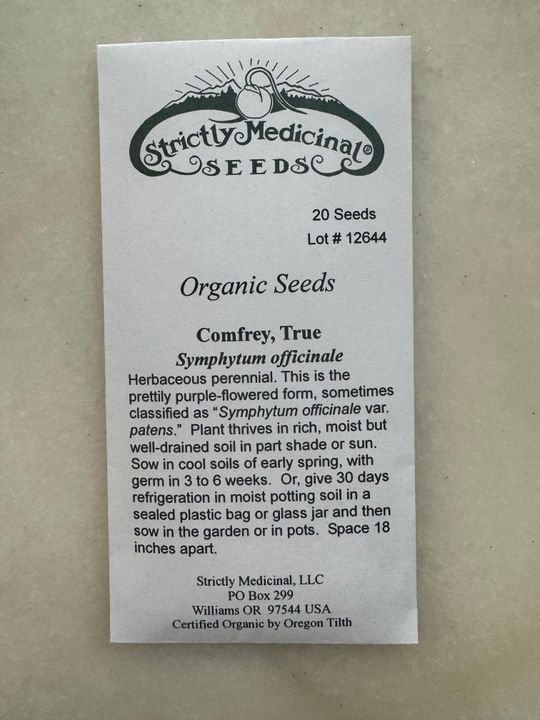 Strictly Medicinal®
SEEDS
20 Seeds
Lot # 12644
Organic Seeds
Comfrey, True
Symphytum officinale
Herbaceous perennial. This is the
prettily purple-flowered form, sometimes
classified as “Symphytum officinale var.
patens.” Plant thrives in rich, moist but
well-drained soil in part shade or sun.
Sow in cool soils of early spring, with
germ in 3 to 6 weeks. Or, give 30 days
refrigeration in moist potting soil in a
sealed plastic bag or glass jar and then
sow in the garden or in pots. Space 18
inches apart.
Strictly Medicinal, LLC
PO Box 299
Williams OR 97544 USA
Certified Organic by Oregon Tilth